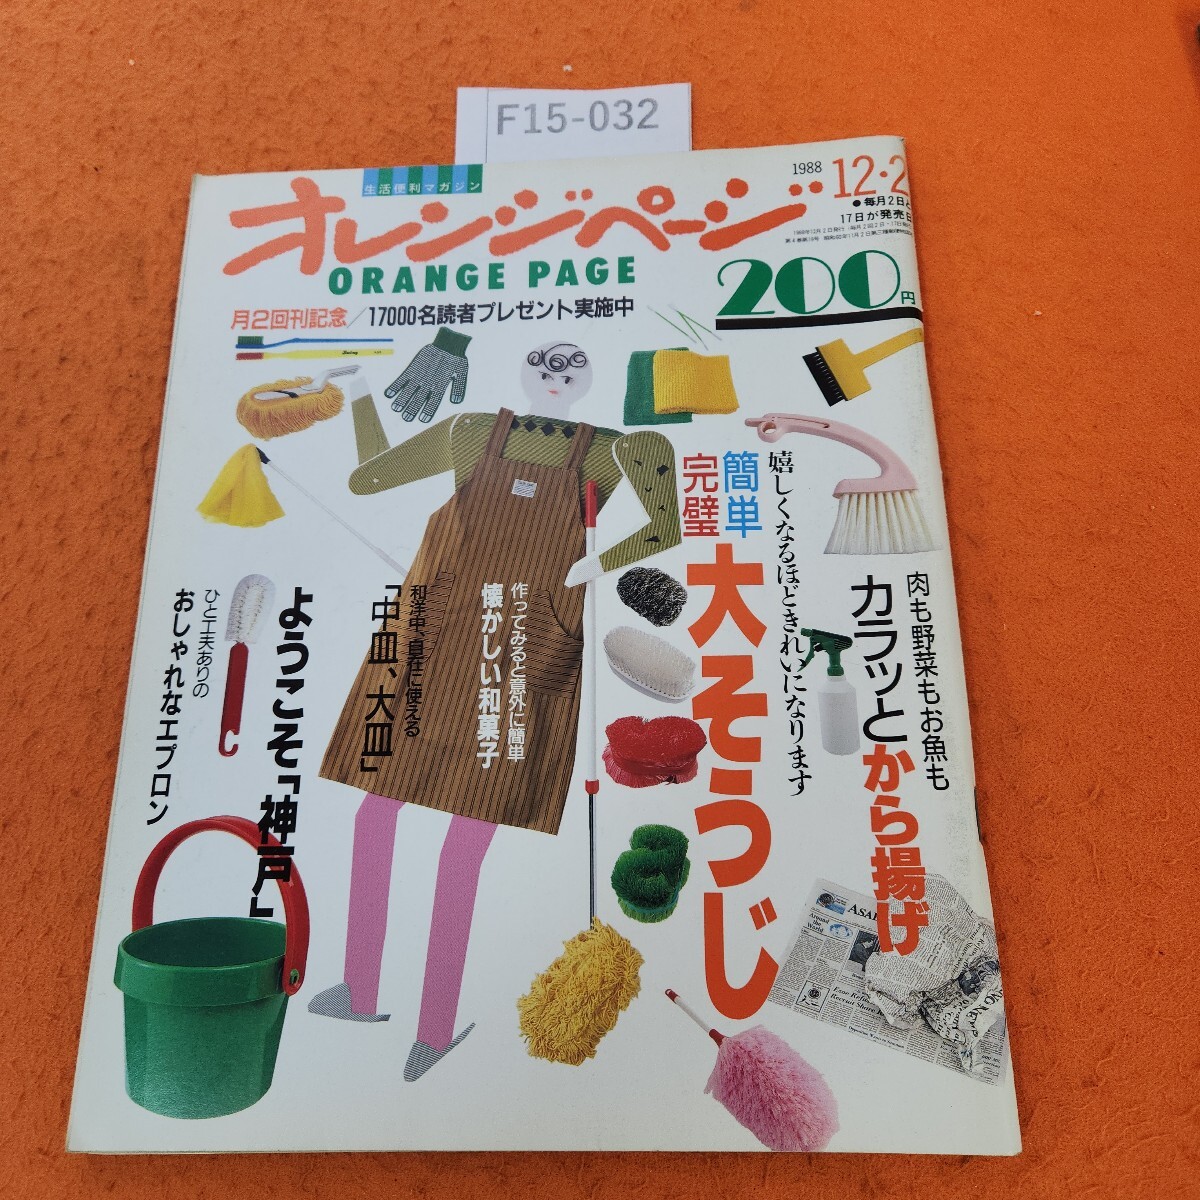 F15-032
生活便利マガジン
オレンジページ
ORANGE PAGE
1988 12・2
●毎月2日と
17日が発売日
200円
月2回刊記念/17000名読者プレゼント実施中
簡単
完璧
大そうじ
嬉しくなるほどきれいになります
肉も野菜もお魚も
カラッとから揚げ
作ってみると意外に簡単
懐かしい和菓子
和洋中、自在に使える
「中皿、大皿」
ようこそ「神戸」
ひと工夫ありの
おしゃれなエプロン
Around
the World